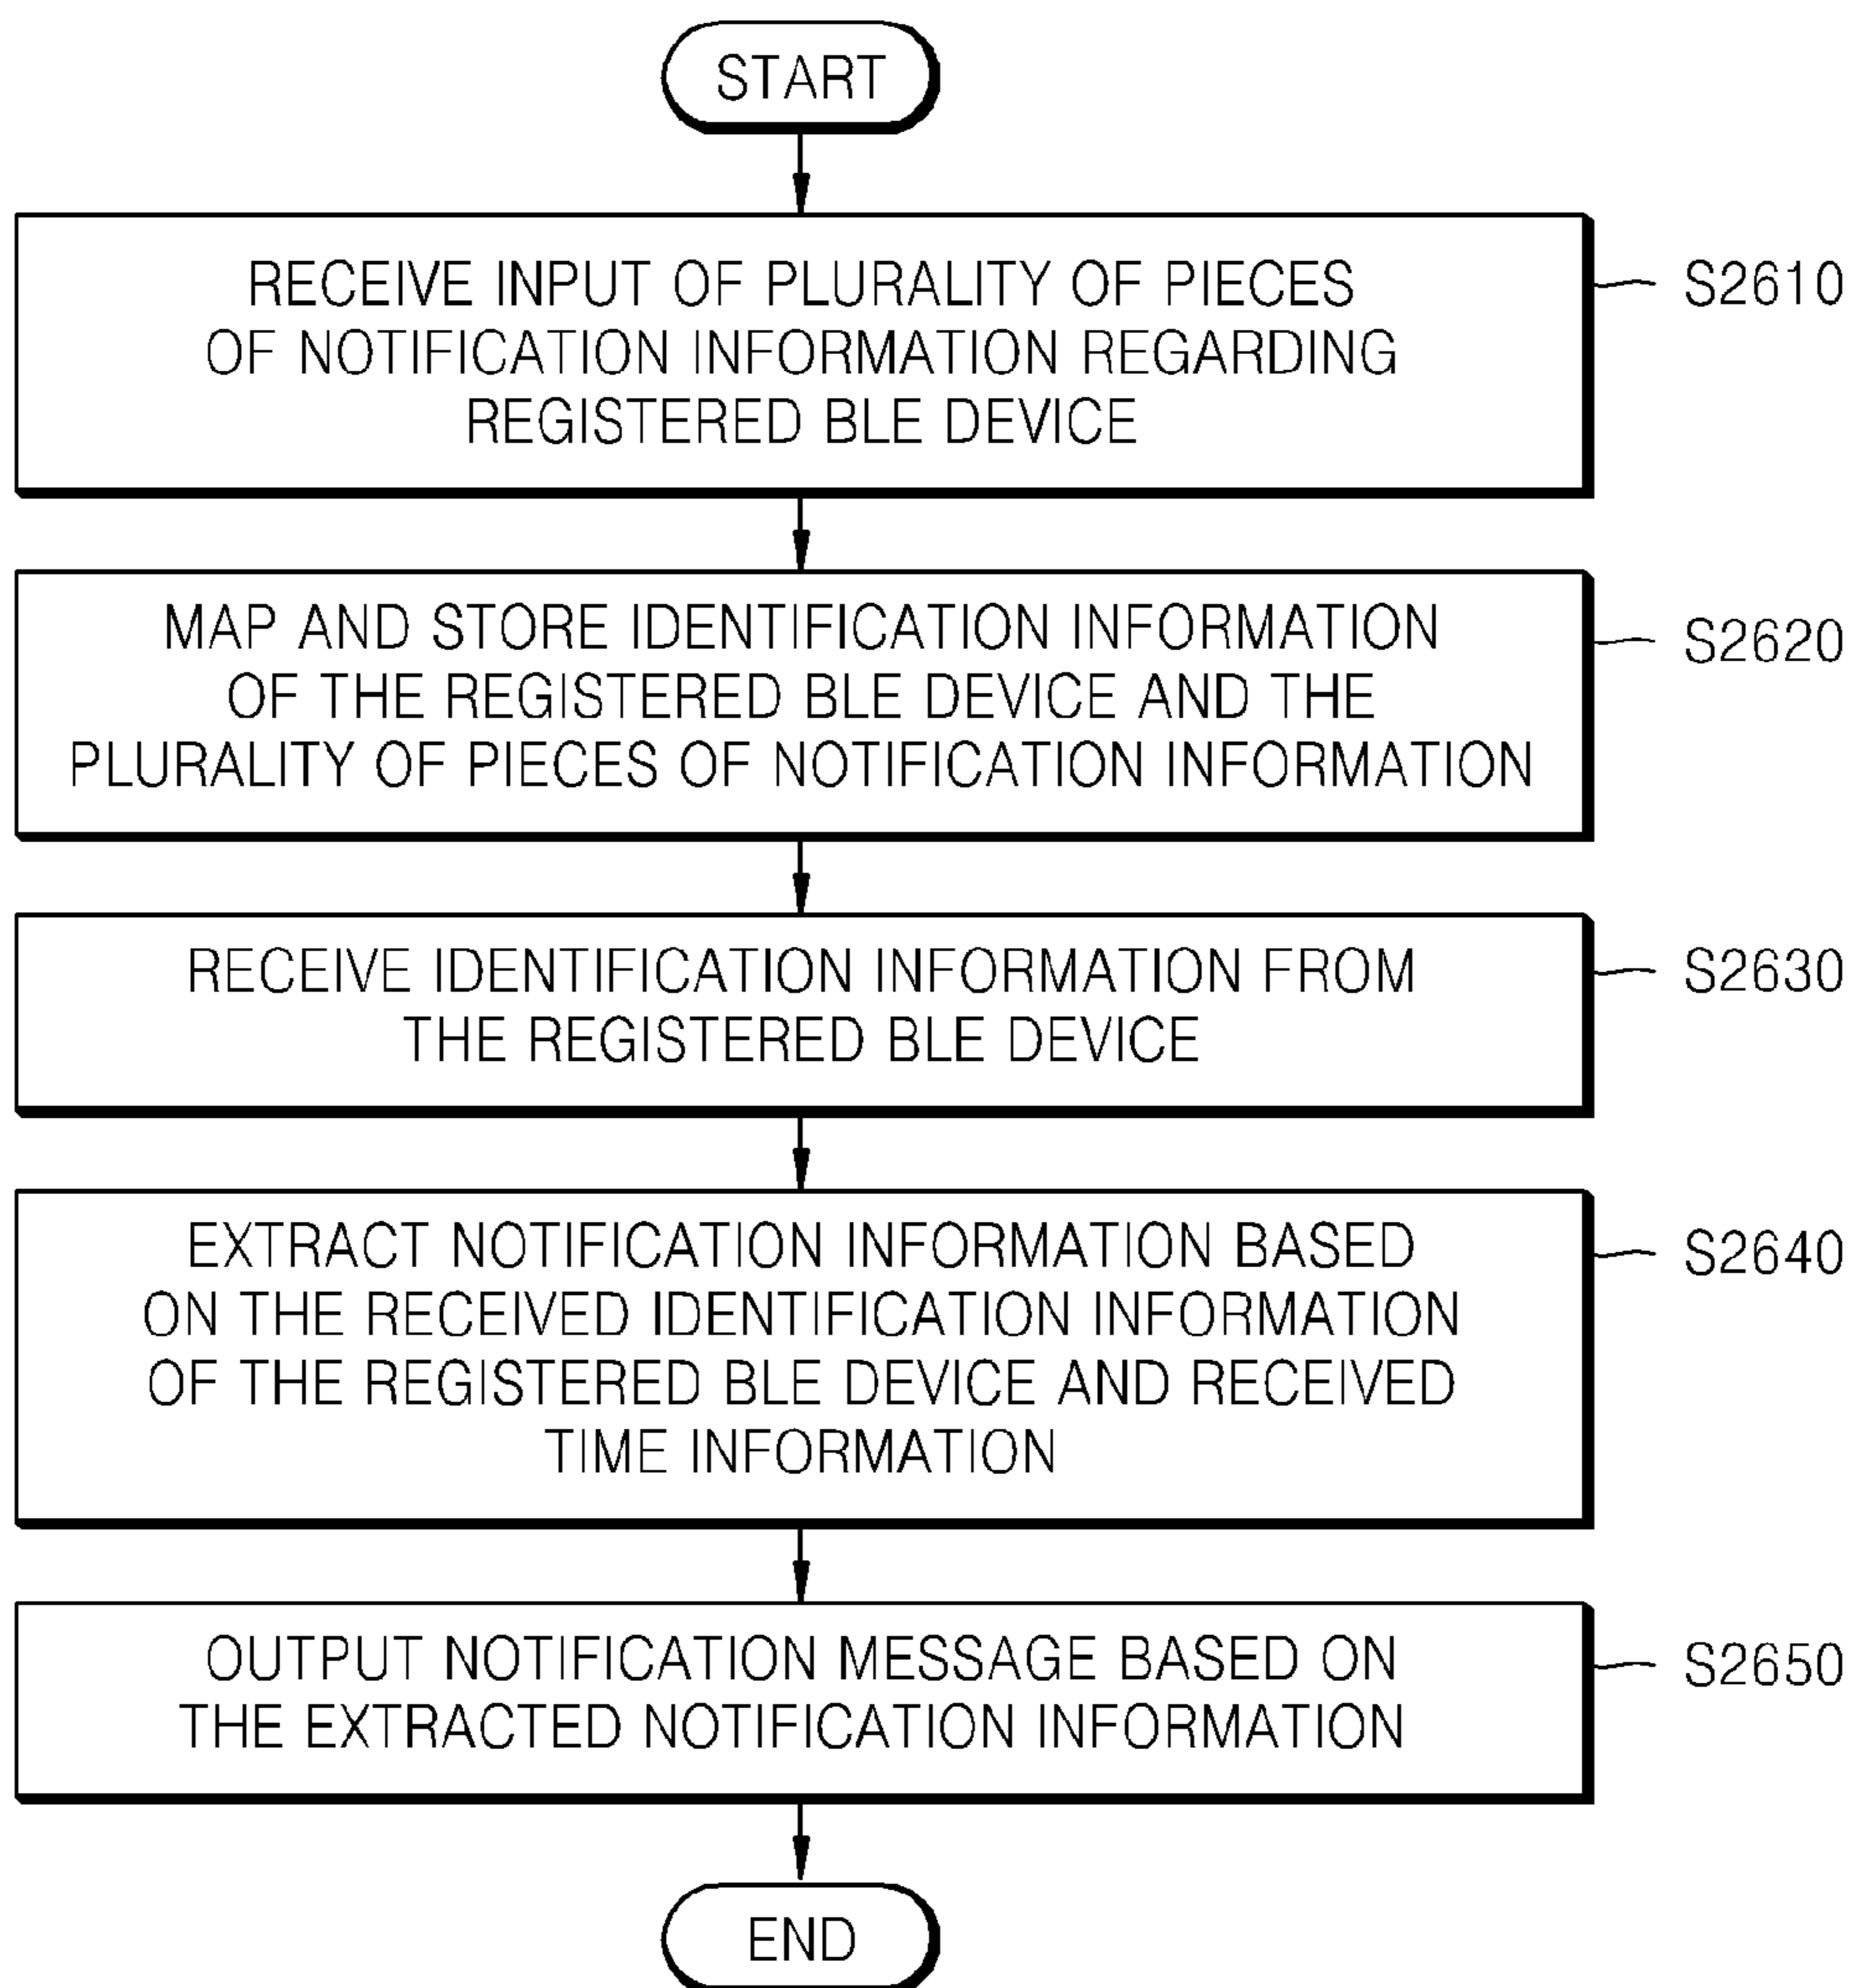 START
RECEIVE INPUT OF PLURALITY OF PIECES
OF NOTIFICATION INFORMATION REGARDING
REGISTERED BLE DEVICE
S2610
MAP AND STORE IDENTIFICATION INFORMATION
OF THE REGISTERED BLE DEVICE AND THE
PLURALITY OF PIECES OF NOTIFICATION INFORMATION
S2620
RECEIVE IDENTIFICATION INFORMATION FROM
THE REGISTERED BLE DEVICE
S2630
EXTRACT NOTIFICATION INFORMATION BASED
ON THE RECEIVED IDENTIFICATION INFORMATION
OF THE REGISTERED BLE DEVICE AND RECEIVED
TIME INFORMATION
S2640
OUTPUT NOTIFICATION MESSAGE BASED ON
THE EXTRACTED NOTIFICATION INFORMATION
S2650
END